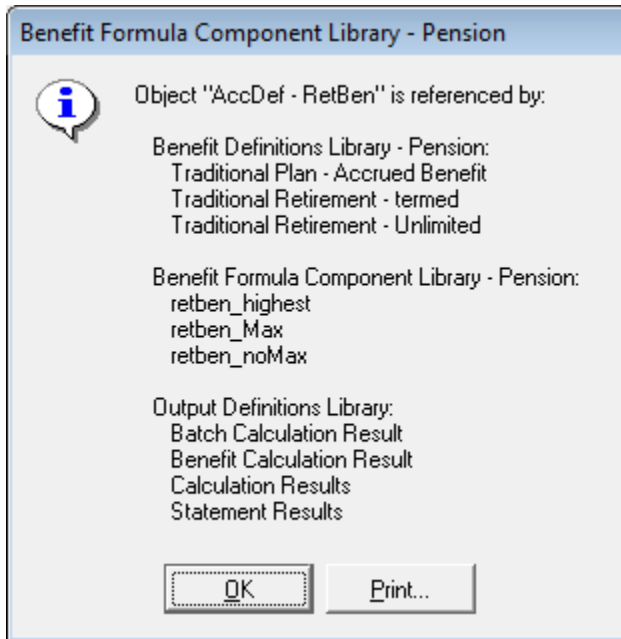 Benefit Formula Component Library - Pension
Object "AccDef - RetBen" is referenced by:
Benefit Definitions Library - Pension:
Traditional Plan - Accrued Benefit
Traditional Retirement - termed
Traditional Retirement - Unlimited
Benefit Formula Component Library - Pension:
retben_highest
retben_Max
retben_noMax
Output Definitions Library:
Batch Calculation Result
Benefit Calculation Result
Calculation Results
Statement Results
OK
Print...